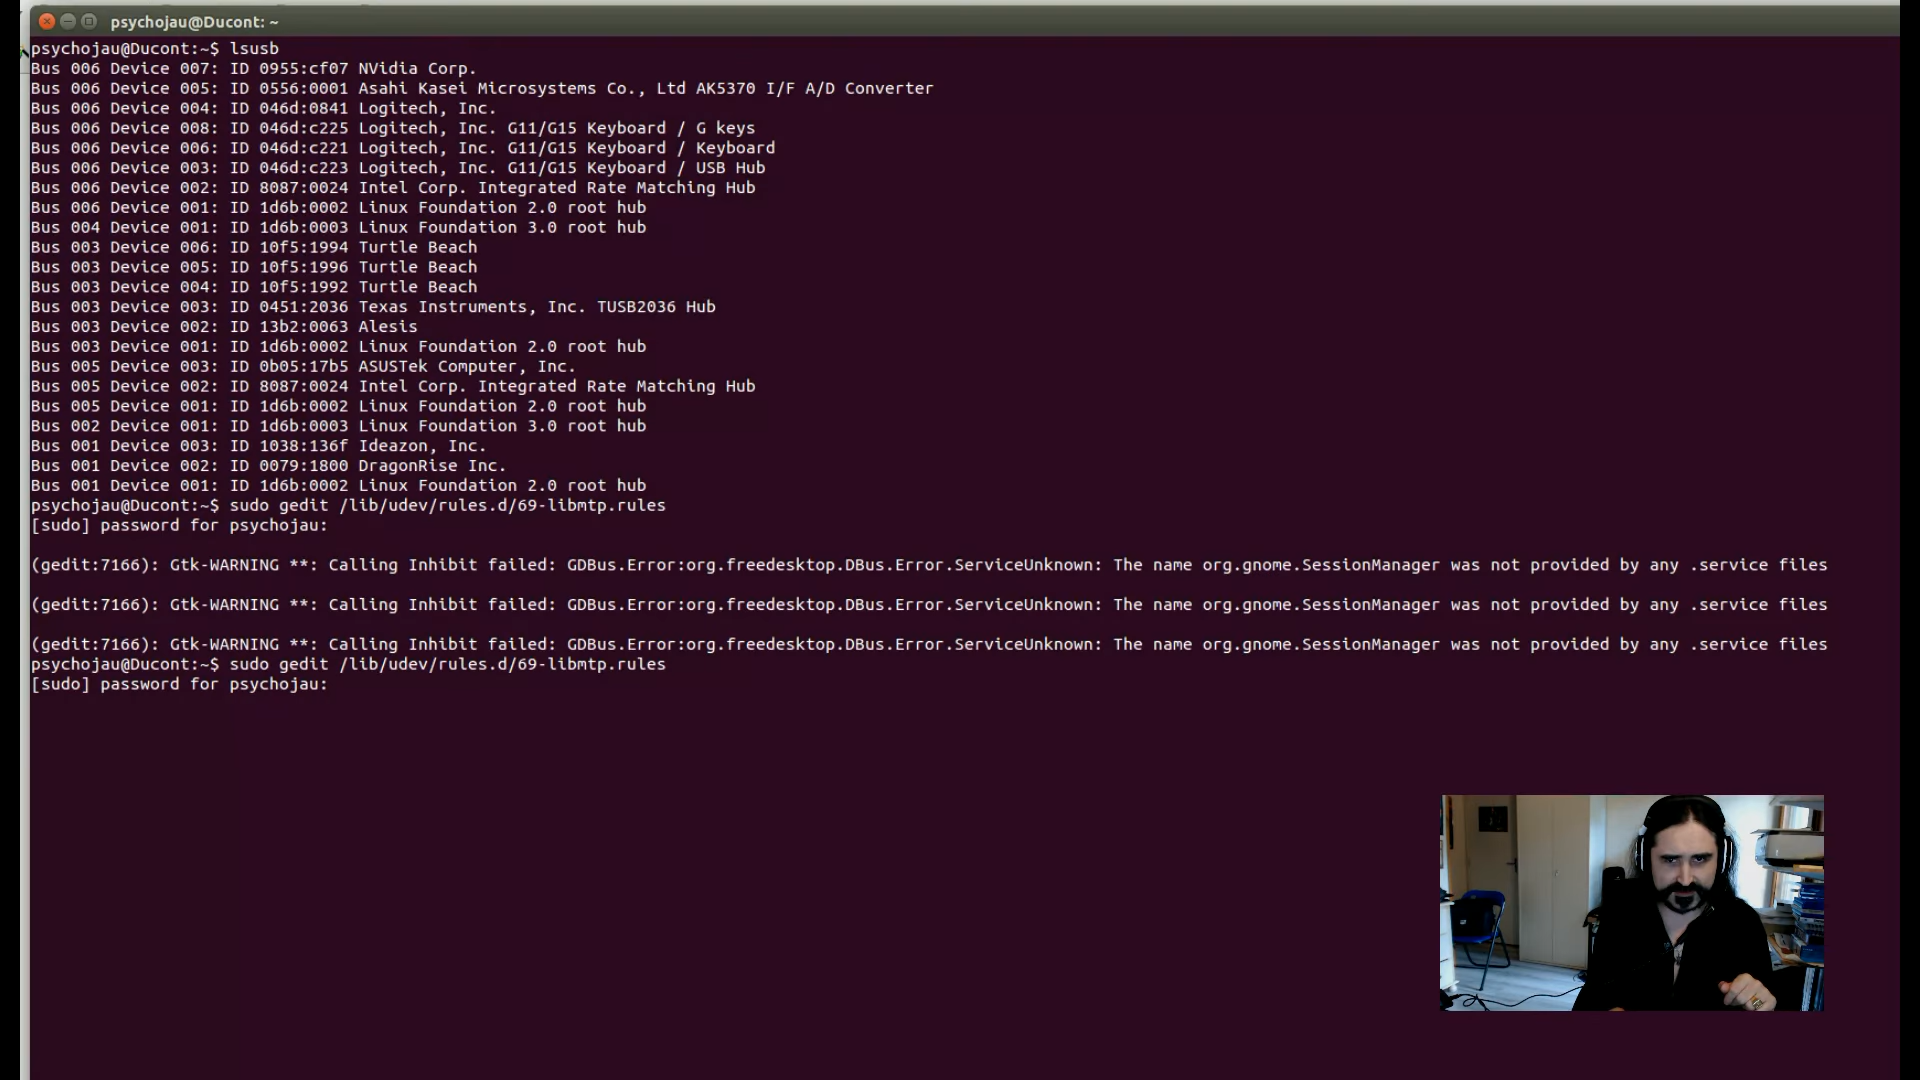 psychojau@Ducont: ~
psychojau@Ducont:~$ lsusb
Bus 006 Device 007: ID 0955:cf07 NVidia Corp.
Bus 006 Device 005: ID 0556:0001 Asahi Kasei Microsystems Co., Ltd AK5370 I/F A/D Converter
Bus 006 Device 004: ID 046d:0841 Logitech, Inc.
Bus 006 Device 008: ID 046d:c225 Logitech, Inc. G11/G15 Keyboard / G keys
Bus 006 Device 006: ID 046d:c221 Logitech, Inc. G11/G15 Keyboard / Keyboard
Bus 006 Device 003: ID 046d:c223 Logitech, Inc. G11/G15 Keyboard / USB Hub
Bus 006 Device 002: ID 8087:0024 Intel Corp. Integrated Rate Matching Hub
Bus 006 Device 001: ID 1d6b:0002 Linux Foundation 2.0 root hub
Bus 004 Device 001: ID 1d6b:0003 Linux Foundation 3.0 root hub
Bus 003 Device 006: ID 10f5:1994 Turtle Beach
Bus 003 Device 005: ID 10f5:1996 Turtle Beach
Bus 003 Device 004: ID 10f5:1992 Turtle Beach
Bus 003 Device 003: ID 0451:2036 Texas Instruments, Inc. TUSB2036 Hub
Bus 003 Device 002: ID 13b2:0063 Alesis
Bus 003 Device 001: ID 1d6b:0002 Linux Foundation 2.0 root hub
Bus 005 Device 003: ID 0b05:17b5 ASUSTek Computer, Inc.
Bus 005 Device 002: ID 8087:0024 Intel Corp. Integrated Rate Matching Hub
Bus 005 Device 001: ID 1d6b:0002 Linux Foundation 2.0 root hub
Bus 002 Device 001: ID 1d6b:0003 Linux Foundation 3.0 root hub
Bus 001 Device 003: ID 1038:136f Ideazon, Inc.
Bus 001 Device 002: ID 0079:1800 DragonRise Inc.
Bus 001 Device 001: ID 1d6b:0002 Linux Foundation 2.0 root hub
psychojau@Ducont:~$ sudo gedit /lib/udev/rules.d/69-libmtp.rules
[sudo] password for psychojau:
(gedit:7166): Gtk-WARNING **: Calling Inhibit failed: GDBus.Error:org.freedesktop.DBus.Error.ServiceUnknown: The name org.gnome.SessionManager was not provided by any .service files
(gedit:7166): Gtk-WARNING **: Calling Inhibit failed: GDBus.Error:org.freedesktop.DBus.Error.ServiceUnknown: The name org.gnome.SessionManager was not provided by any .service files
(gedit:7166): Gtk-WARNING **: Calling Inhibit failed: GDBus.Error:org.freedesktop.DBus.Error.ServiceUnknown: The name org.gnome.SessionManager was not provided by any .service files
psychojau@Ducont:~$ sudo gedit /lib/udev/rules.d/69-libmtp.rules
[sudo] password for psychojau: